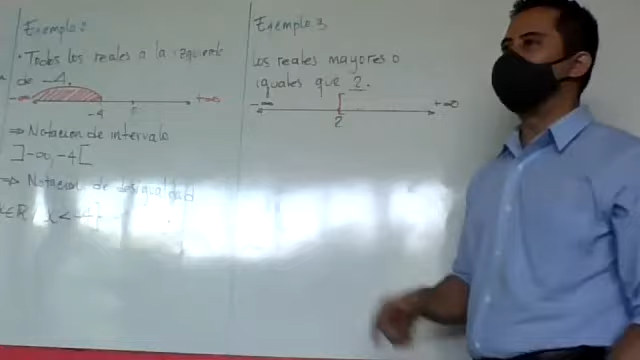 Ejemplo 2
• Todos los reales a la izquierda
de -4.
-∞ +∞
-4
⇒ Notación de intervalo
]-∞, -4[
⇒ Notación de desigualdad
x∈R x < -4
Ejemplo 3
Los reales mayores o
iguales que 2.
-∞ +∞
2